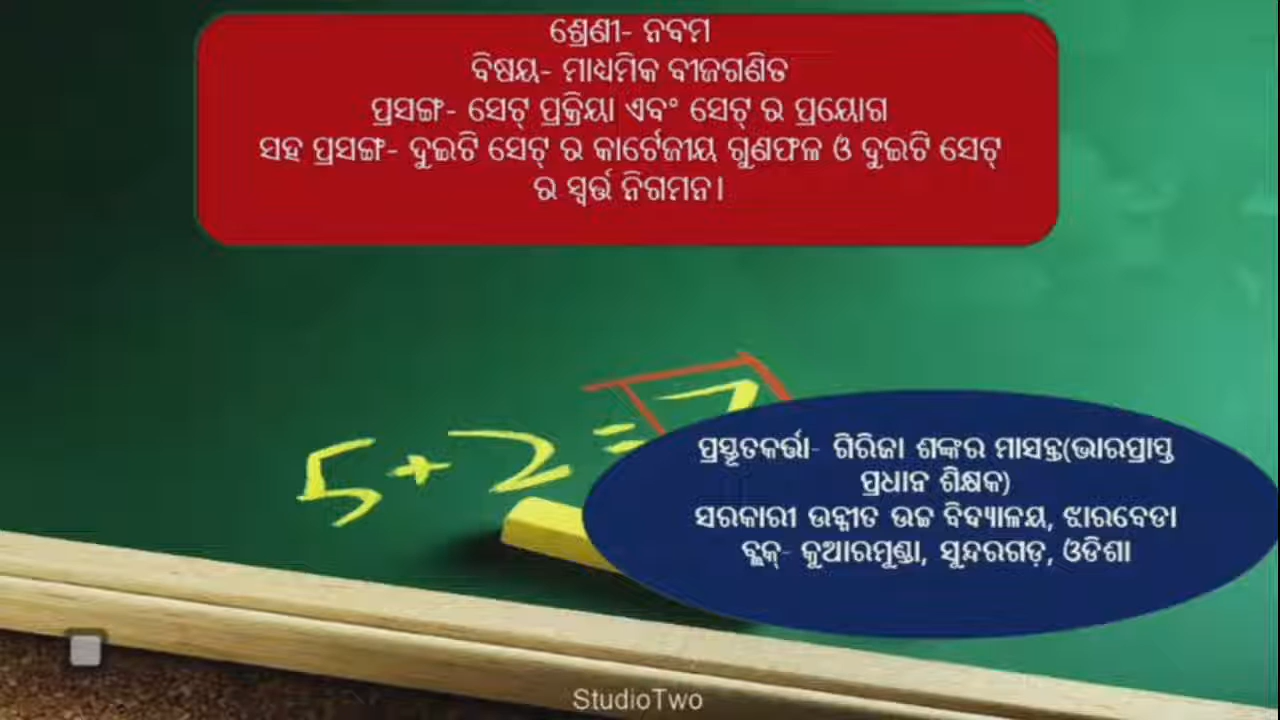 ଶ୍ରେଣୀ- ନବମ
ବିଷୟ- ମାଧ୍ୟମିକ ବୀଜଗଣିତ
ପ୍ରସଙ୍ଗ- ସେଟ୍ ପ୍ରକ୍ରିୟା ଏବଂ ସେଟ୍ ର ପ୍ରୟୋଗ
ସହ ପ୍ରସଙ୍ଗ- ଦୁଇଟି ସେଟ୍ ର କାର୍ଟେଜୀୟ ଗୁଣଫଳ ଓ ଦୁଇଟି ସେଟ୍
ର ସ୍ୱର୍ତ୍ତ ନିଗମନ।
5+2=7
ପ୍ରସ୍ତୁତକର୍ତ୍ତା- ଗିରିଜା ଶଙ୍କର ମାସନ୍ତ(ଭାରପ୍ରାପ୍ତ
ପ୍ରଧାନ ଶିକ୍ଷକ)
ସରକାରୀ ଉନ୍ନୀତ ଉଚ୍ଚ ବିଦ୍ୟାଳୟ, ଝାରବେଡା
ବ୍ଲକ୍- କୁଆରମୁଣ୍ଡା, ସୁନ୍ଦରଗଡ଼, ଓଡିଶା
StudioTwo